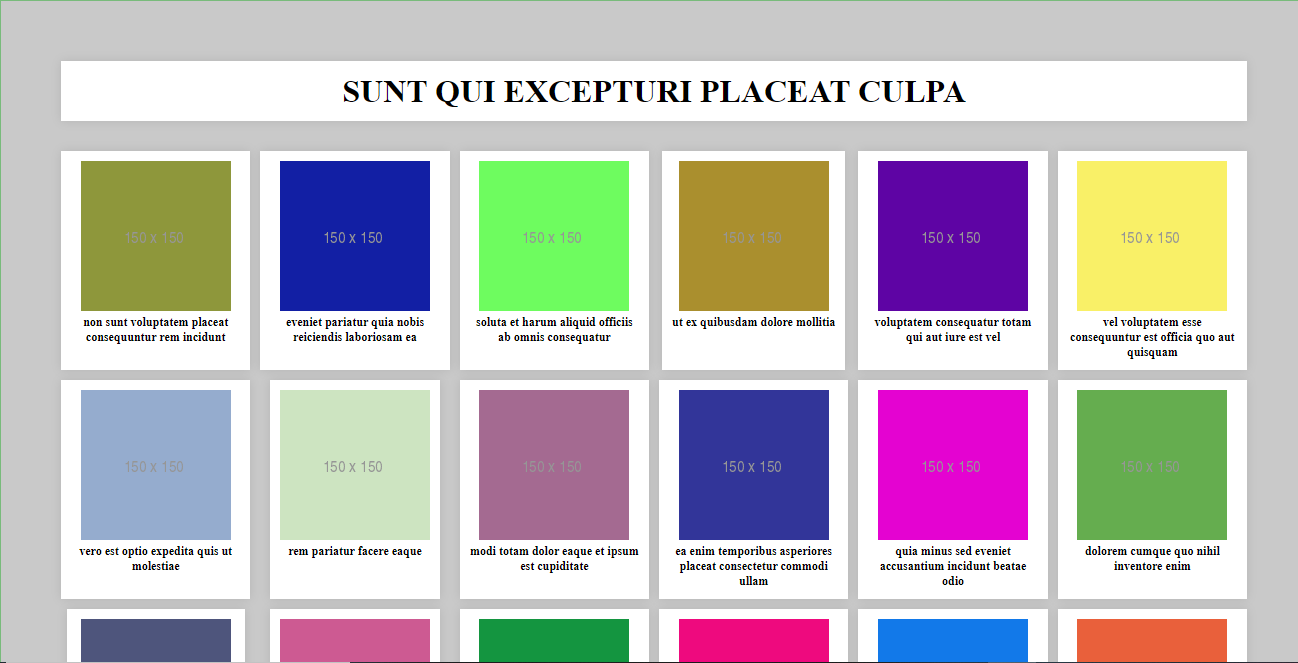 SUNT QUI EXCEPTURI PLACEAT CULPA
150 x 150
non sunt voluptatem placeat
consequuntur rem incidunt
150 x 150
eveniet pariatur quia nobis
reiciendis laboriosam ea
150 x 150
soluta et harum aliquid officiis
ab omnis consequatur
150 x 150
ut ex quibusdam dolore mollitia
150 x 150
voluptatem consequatur totam
qui aut iure est vel
150 x 150
vel voluptatem esse
consequuntur est officia quo aut
quisquam
150 x 150
vero est optio expedita quis ut
molestiae
150 x 150
rem pariatur facere eaque
150 x 150
modi totam dolor eaque et ipsum
est cupiditate
150 x 150
ea enim temporibus asperiores
placeat consectetur commodi
ullam
150 x 150
quia minus sed eveniet
accusantium incidunt beatae
odio
150 x 150
dolorem cumque quo nihil
inventore enim